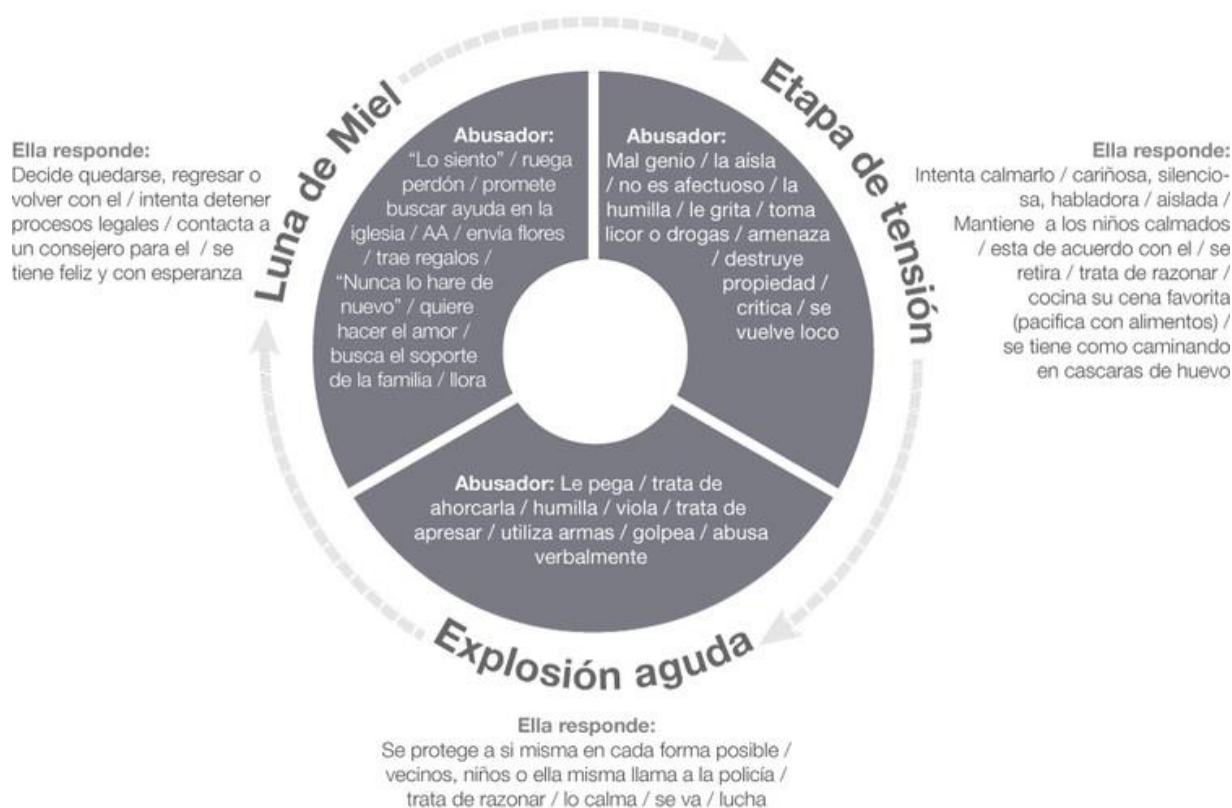 Luna de Miel
Etapa de tensión
Explosión aguda
Ella responde:
Decide quedarse, regresar o
volver con el / intenta detener
procesos legales / contacta a
un consejero para el / se
tiene feliz y con esperanza
Abusador:
"Lo siento" / ruega
perdón / promete
buscar ayuda en la
iglesia / AA / envía flores
/ trae regalos /
"Nunca lo hare de
nuevo" / quiere
hacer el amor /
busca el soporte
de la familia / llora
Abusador:
Mal genio / la aísla
/ no es afectuoso / la
humilla / le grita / toma
licor o drogas / amenaza
/ destruye
propiedad /
critica / se
vuelve loco
Ella responde:
Intenta calmarlo / cariñosa, silencio-
sa, habladora / aislada /
Mantiene a los niños calmados
/ esta de acuerdo con el / se
retira / trata de razonar /
cocina su cena favorita
(pacifica con alimentos) /
se tiene como caminando
en cascaras de huevo
Abusador: Le pega / trata de
ahorcarla / humilla / viola / trata de
apresar / utiliza armas / golpea / abusa
verbalmente
Ella responde:
Se protege a si misma en cada forma posible /
vecinos, niños o ella misma llama a la policía /
trata de razonar / lo calma / se va / lucha